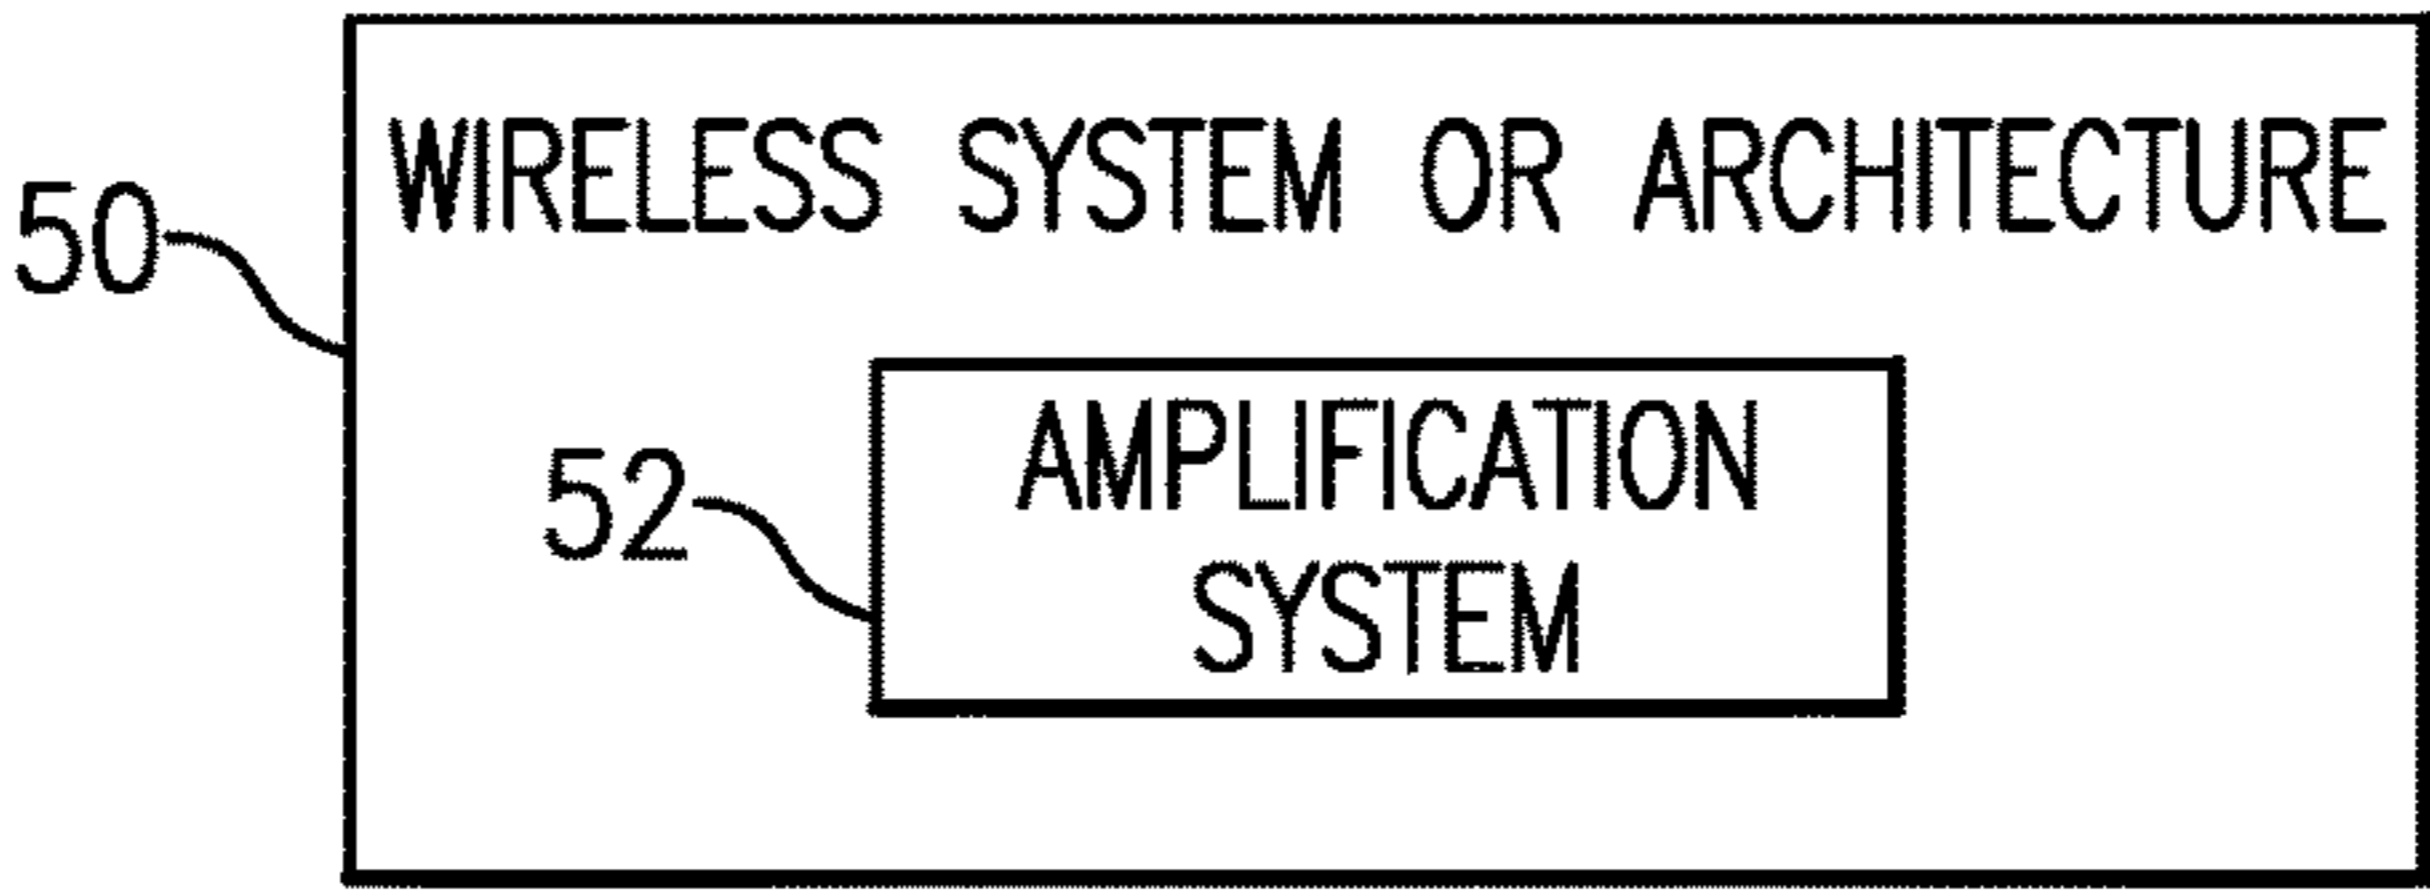 WIRELESS SYSTEM OR ARCHITECTURE
50
AMPLIFICATION
52
SYSTEM